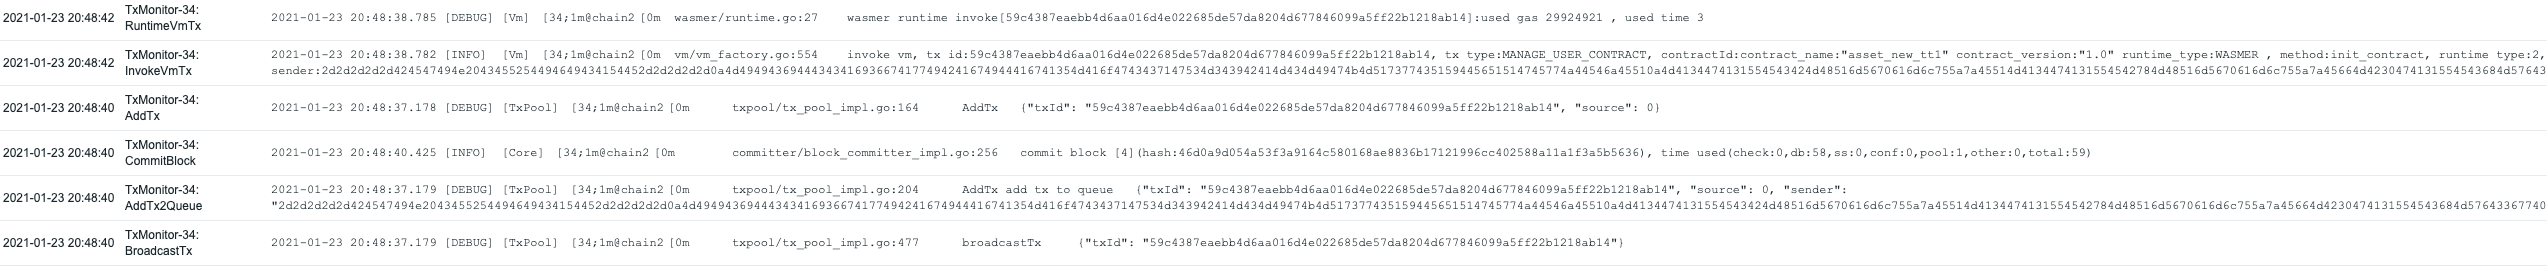 2021-01-23 20:48:42 TxMonitor-34: RuntimeVmTx 2021-01-23 20:48:38.785 [DEBUG] [Vm] [34;1m@chain2 [0m wasmer/runtime.go:27 wasmer runtime invoke[59c4387eaebb4d6aa016d4e022685de57da8204d677846099a5ff22b1218ab14]:used gas 29924921 , used time 3
2021-01-23 20:48:42 TxMonitor-34: InvokeVmTx 2021-01-23 20:48:38.782 [INFO] [Vm] [34;1m@chain2 [0m vm/vm_factory.go:554 invoke vm, tx id:59c4387eaebb4d6aa016d4e022685de57da8204d677846099a5ff22b1218ab14, tx type:MANAGE_USER_CONTRACT, contractId:contract_name:"asset_new_tt1" contract_version:"1.0" runtime_type:WASMER , method:init_contract, runtime type:2,
2021-01-23 20:48:40 TxMonitor-34: AddTx 2021-01-23 20:48:37.178 [DEBUG] [TxPool] [34;1m@chain2 [0m txpool/tx_pool_impl.go:164 AddTx {"txId": "59c4387eaebb4d6aa016d4e022685de57da8204d677846099a5ff22b1218ab14", "source": 0}
2021-01-23 20:48:40 TxMonitor-34: CommitBlock 2021-01-23 20:48:40.425 [INFO] [Core] [34;1m@chain2 [0m committer/block_committer_impl.go:256 commit block [4](hash:46d0a9d054a53f3a9164c580168ae8836b17121996cc402588a11a1f3a5b5636), time used(check:0,db:58,ss:0,conf:0,pool:1,other:0,total:59)
2021-01-23 20:48:40 TxMonitor-34: AddTx2Queue 2021-01-23 20:48:37.179 [DEBUG] [TxPool] [34;1m@chain2 [0m txpool/tx_pool_impl.go:204 AddTx add tx to queue {"txId": "59c4387eaebb4d6aa016d4e022685de57da8204d677846099a5ff22b1218ab14", "source": 0, "sender":
2021-01-23 20:48:40 TxMonitor-34: BroadcastTx 2021-01-23 20:48:37.179 [DEBUG] [TxPool] [34;1m@chain2 [0m txpool/tx_pool_impl.go:477 broadcastTx {"txId": "59c4387eaebb4d6aa016d4e022685de57da8204d677846099a5ff22b1218ab14"}